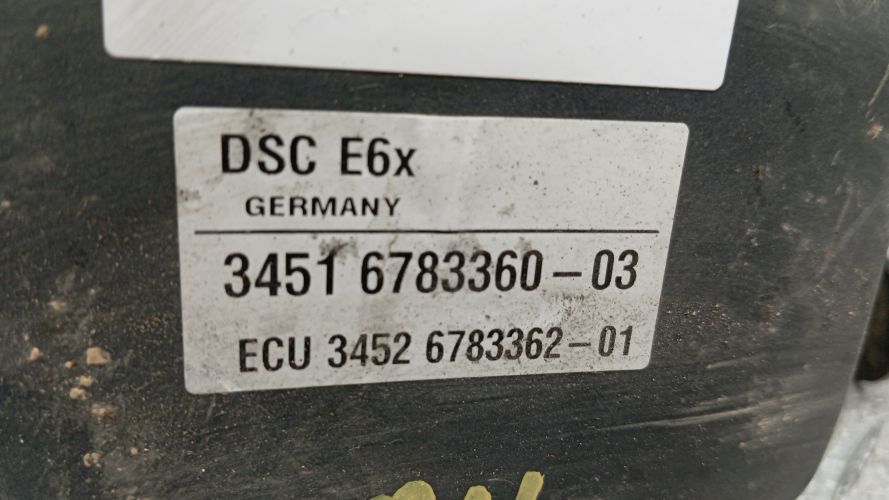 DSC E6x
GERMANY
3451 6783360-03
ECU 3452 6783362-01